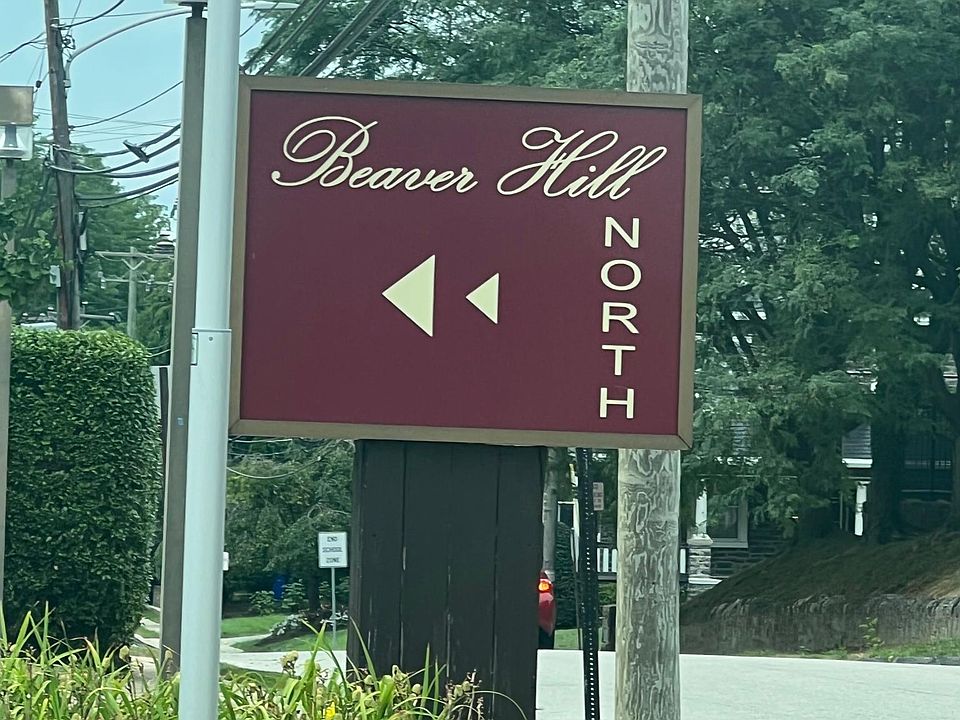 Beaver Hill
NORTH
END
SCHOOL
ZONE